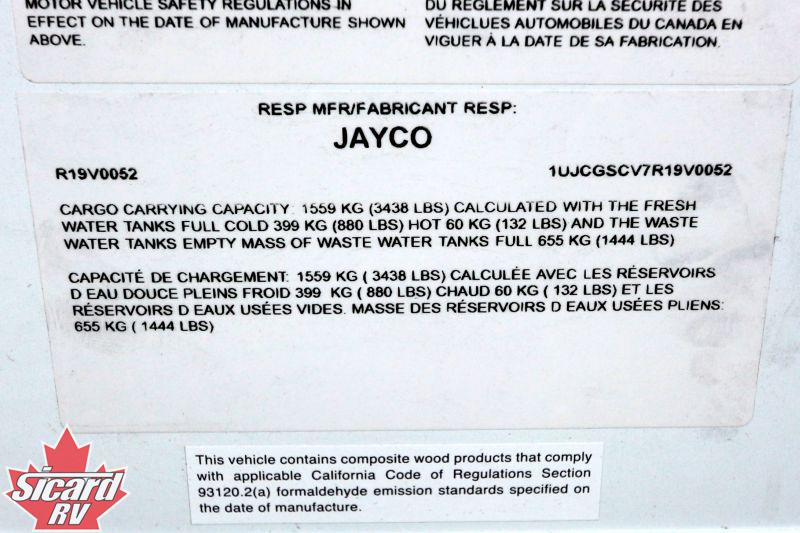 MOTOR VEHICLE SAFETY REGULATIONS IN
EFFECT ON THE DATE OF MANUFACTURE SHOWN
ABOVE.
DU RÈGLEMENT SUR LA SÉCURITÉ DES
VÉHICLUES AUTOMOBILES DU CANADA EN
VIGUER À LA DATE DE SA FABRICATION.
RESP MFR/FABRICANT RESP:
JAYCO
R19V0052
1UJCGSCV7R19V0052
CARGO CARRYING CAPACITY: 1559 KG (3438 LBS) CALCULATED WITH THE FRESH
WATER TANKS FULL COLD 399 KG (880 LBS) HOT 60 KG (132 LBS) AND THE WASTE
WATER TANKS EMPTY MASS OF WASTE WATER TANKS FULL 655 KG (1444 LBS)
CAPACITÉ DE CHARGEMENT: 1559 KG ( 3438 LBS) CALCULÉE AVEC LES RÉSERVOIRS
D EAU DOUCE PLEINS FROID 399 KG ( 880 LBS) CHAUD 60 KG ( 132 LBS) ET LES
RÉSERVOIRS D EAUX USÉES VIDES. MASSE DES RÉSERVOIRS D EAUX USÉES PLIENS:
655 KG ( 1444 LBS)
This vehicle contains composite wood products that comply
with applicable California Code of Regulations Section
93120.2(a) formaldehyde emission standards specified on
the date of manufacture.
Sicard
RV